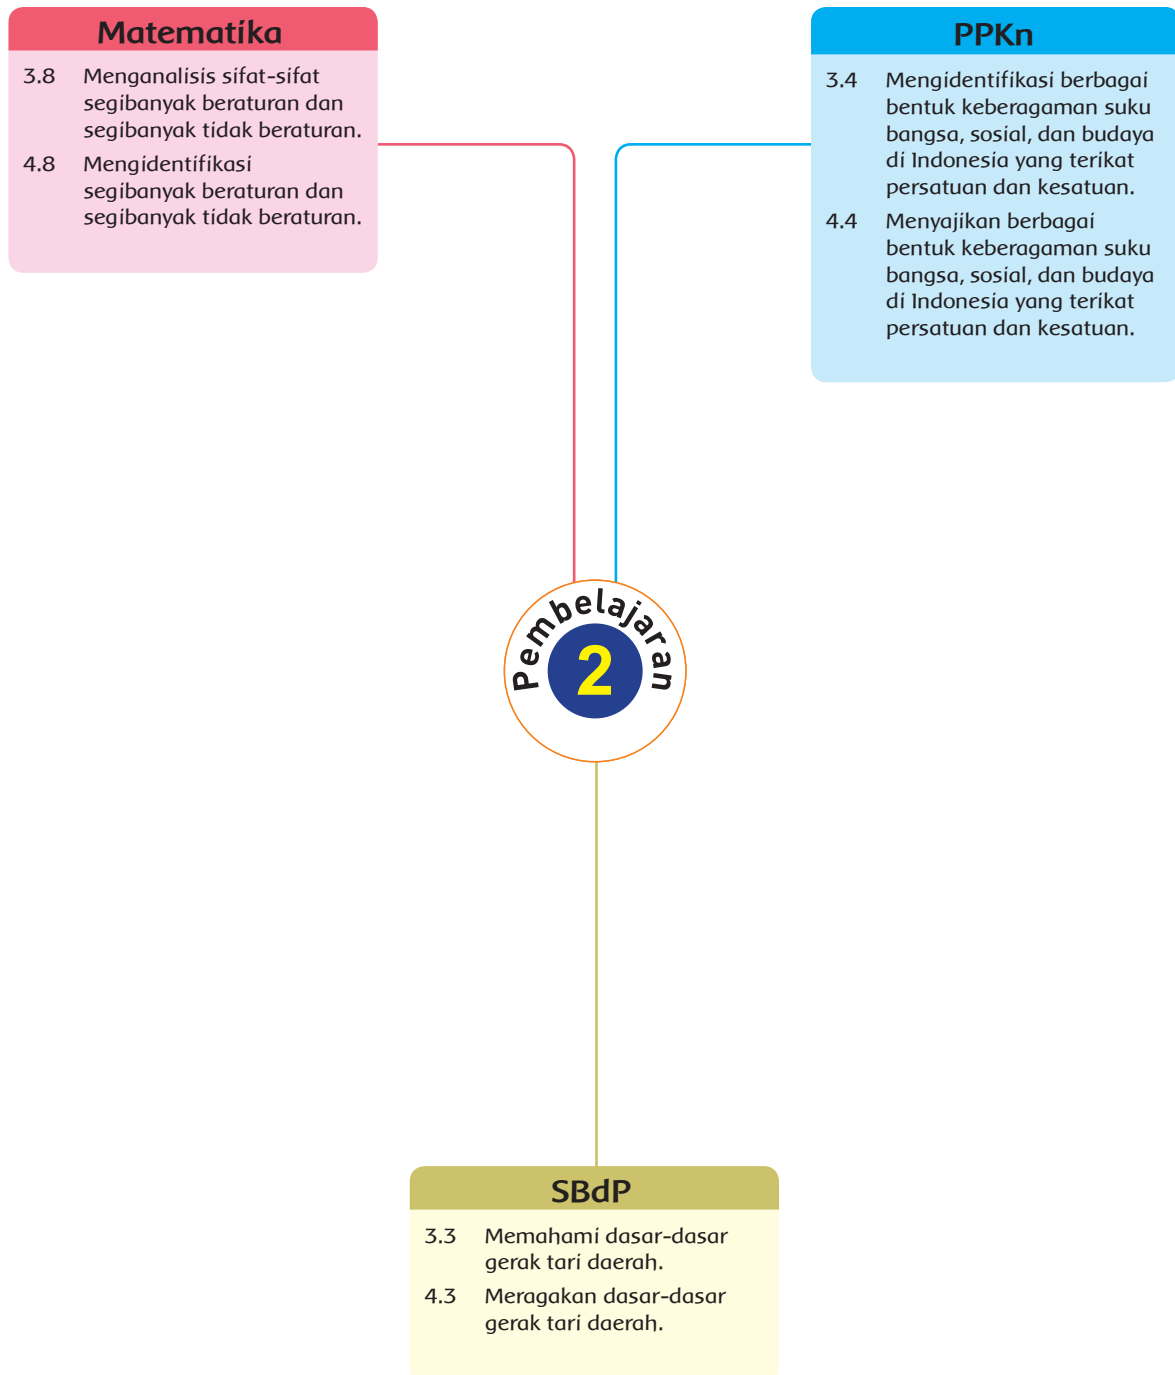 Matematika
3.8 Menganalisis sifat-sifat
segibanyak beraturan dan
segibanyak tidak beraturan.
4.8 Mengidentifikasi
segibanyak beraturan dan
segibanyak tidak beraturan.
PPKn
3.4 Mengidentifikasi berbagai
bentuk keberagaman suku
bangsa, sosial, dan budaya
di Indonesia yang terikat
persatuan dan kesatuan.
4.4 Menyajikan berbagai
bentuk keberagaman suku
bangsa, sosial, dan budaya
di Indonesia yang terikat
persatuan dan kesatuan.
Pembelajaran
2
SBdP
3.3 Memahami dasar-dasar
gerak tari daerah.
4.3 Meragakan dasar-dasar
gerak tari daerah.